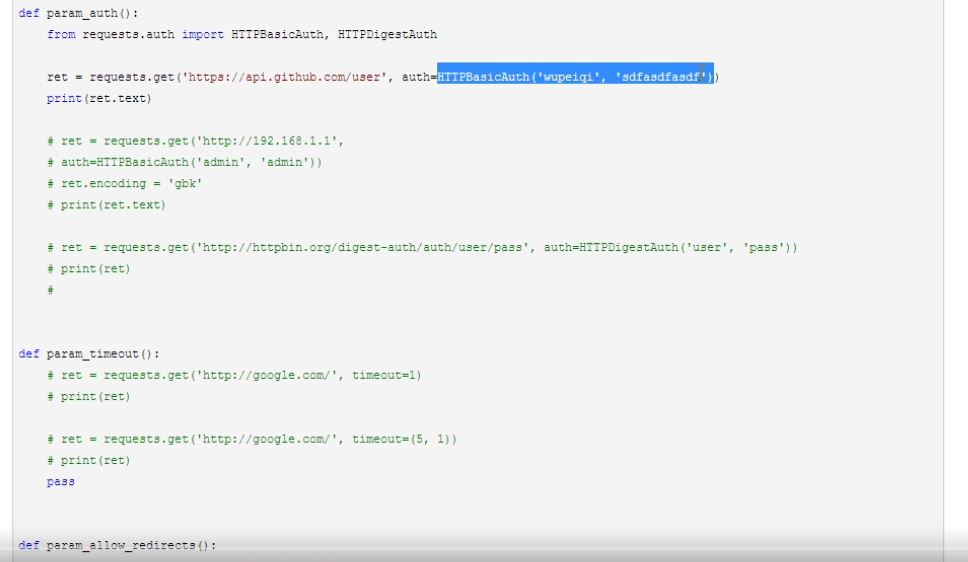 def param_auth():
from requests.auth import HTTPBasicAuth, HTTPDigestAuth
ret = requests.get('https://api.github.com/user', auth=HTTPBasicAuth('wupeiqi', 'sdfasdfasdf'))
print(ret.text)
# ret = requests.get('http://192.168.1.1',
# auth=HTTPBasicAuth('admin', 'admin'))
# ret.encoding = 'gbk'
# print(ret.text)
# ret = requests.get('http://httpbin.org/digest-auth/auth/user/pass', auth=HTTPDigestAuth('user', 'pass'))
# print(ret)
#
def param_timeout():
# ret = requests.get('http://google.com/', timeout=1)
# print(ret)
# ret = requests.get('http://google.com/', timeout=(5, 1))
# print(ret)
pass
def param_allow_redirects():